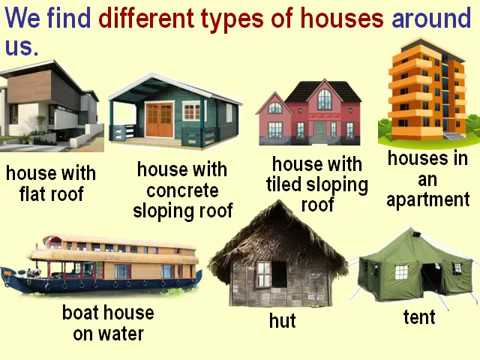 We find different types of houses around
us.
house with
flat roof
house with
concrete
sloping roof
house with
tiled sloping
roof
houses in
an
apartment
boat house
on water
hut
tent